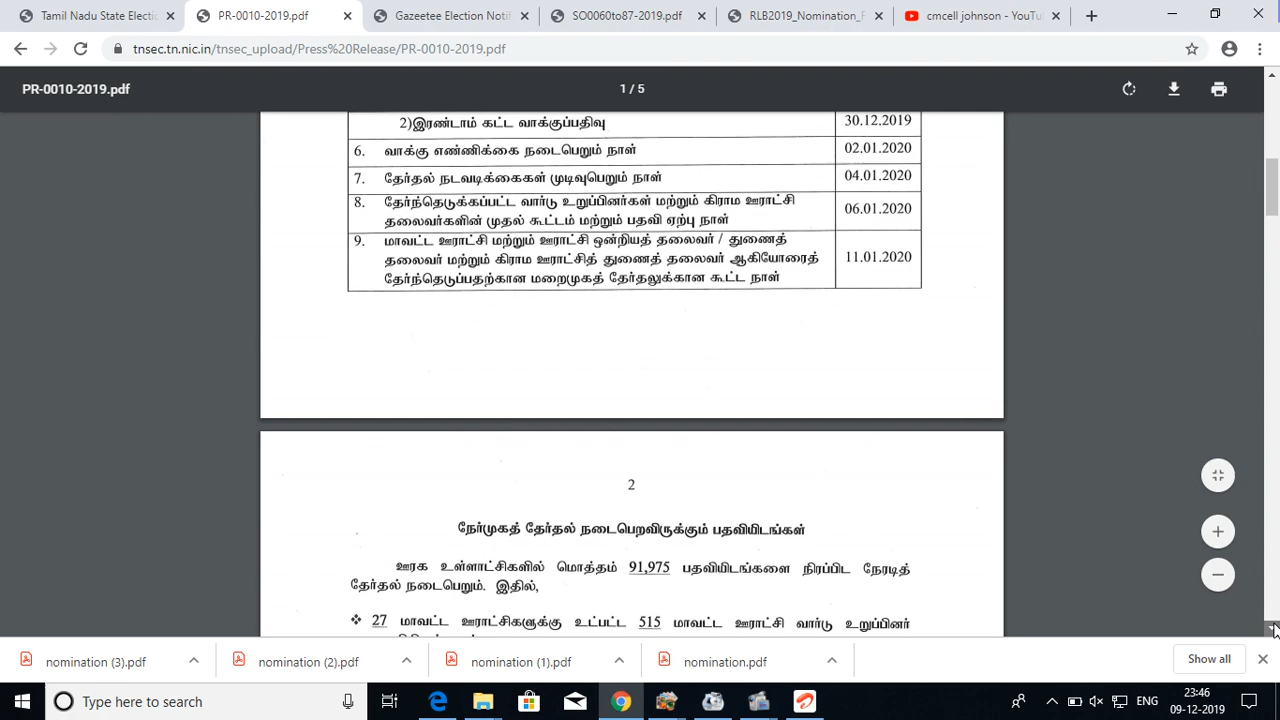 Tamil Nadu State Electi
PR-0010-2019.pdf
Gazeetee Election Notif
SO0060to87-2019.pdf
RLB2019_Nomination_F
cmcell johnson - YouTu
tnsec.tn.nic.in/tnsec_upload/Press%20Release/PR-0010-2019.pdf
PR-0010-2019.pdf
1 / 5
2)இரண்டாம் கட்ட வாக்குப்பதிவு 30.12.2019
6. வாக்கு எண்ணிக்கை நடைபெறும் நாள் 02.01.2020
7. தேர்தல் நடவடிக்கைகள் முடிவுபெறும் நாள் 04.01.2020
8. தேர்ந்தெடுக்கப்பட்ட வார்டு உறுப்பினர்கள் மற்றும் கிராம ஊராட்சி
தலைவர்களின் முதல் கூட்டம் மற்றும் பதவி ஏற்பு நாள் 06.01.2020
9. மாவட்ட ஊராட்சி மற்றும் ஊராட்சி ஒன்றியத் தலைவர் / துணைத்
தலைவர் மற்றும் கிராம ஊராட்சித் துணைத் தலைவர் ஆகியோரைத் 11.01.2020
தேர்ந்தெடுப்பதற்கான மறைமுகத் தேர்தலுக்கான கூட்ட நாள்
2
நேர்முகத் தேர்தல் நடைபெறவிருக்கும் பதவியிடங்கள்
ஊரக உள்ளாட்சிகளில் மொத்தம் 91,975 பதவியிடங்களை நிரப்பிட நேரடித்
தேர்தல் நடைபெறும். இதில்,
❖ 27 மாவட்ட ஊராட்சிகளுக்கு உட்பட்ட 515 மாவட்ட ஊராட்சி வார்டு உறுப்பினர்
nomination (3).pdf
nomination (2).pdf
nomination (1).pdf
nomination.pdf
Show all
Type here to search
ENG
23:46
09-12-2019